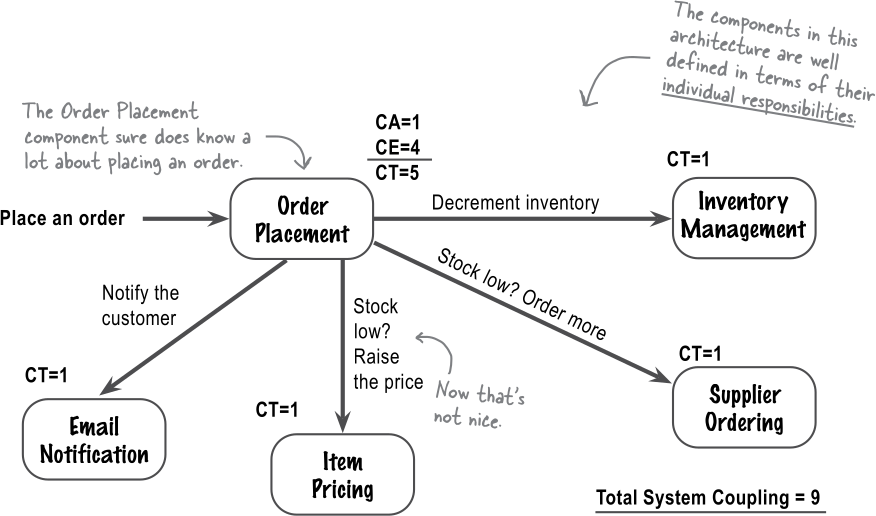 The components in this
architecture are well
defined in terms of their
individual responsibilities.
The Order Placement
component sure does know a
lot about placing an order.
CA=1
CE=4
CT=5
CT=1
Place an order
Order
Placement
Decrement inventory
Inventory
Management
Notify the
customer
Stock
low?
Raise
the price
Stock low? Order more
Now that's
not nice.
CT=1
Email
Notification
CT=1
Item
Pricing
CT=1
Supplier
Ordering
Total System Coupling = 9